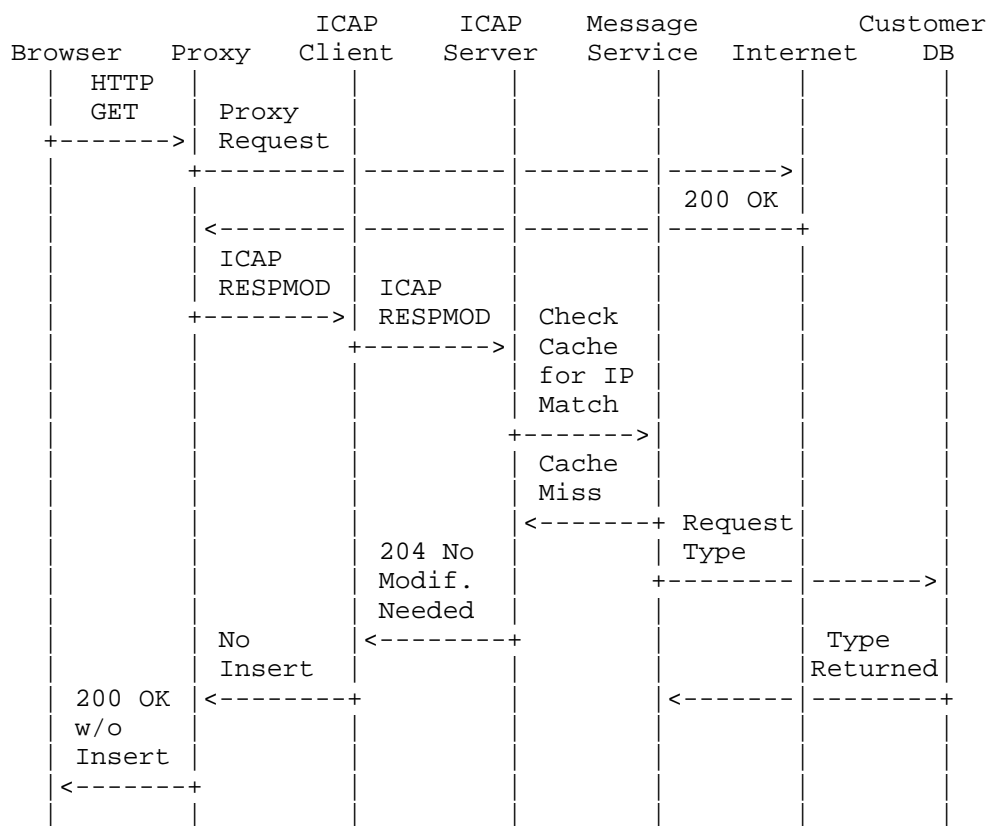 ICAP ICAP Message Customer
Browser Proxy Client Server Service Internet DB
HTTP
GET Proxy
Request
200 OK
ICAP
RESPMOD ICAP
RESPMOD Check
Cache
for IP
Match
Cache
Miss
Request
204 No Type
Modif.
Needed
No Type
Insert Returned
200 OK
w/o
Insert